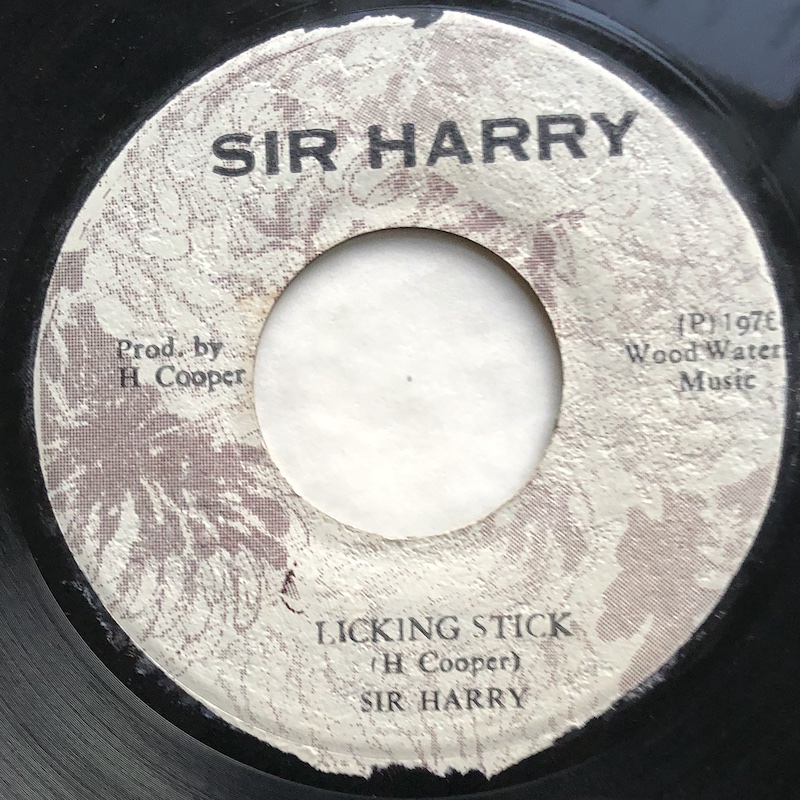 SIR HARRY
Prod. by
H Cooper
(P) 197
Wood Water
Music
LICKING STICK
(H Cooper)
SIR HARRY